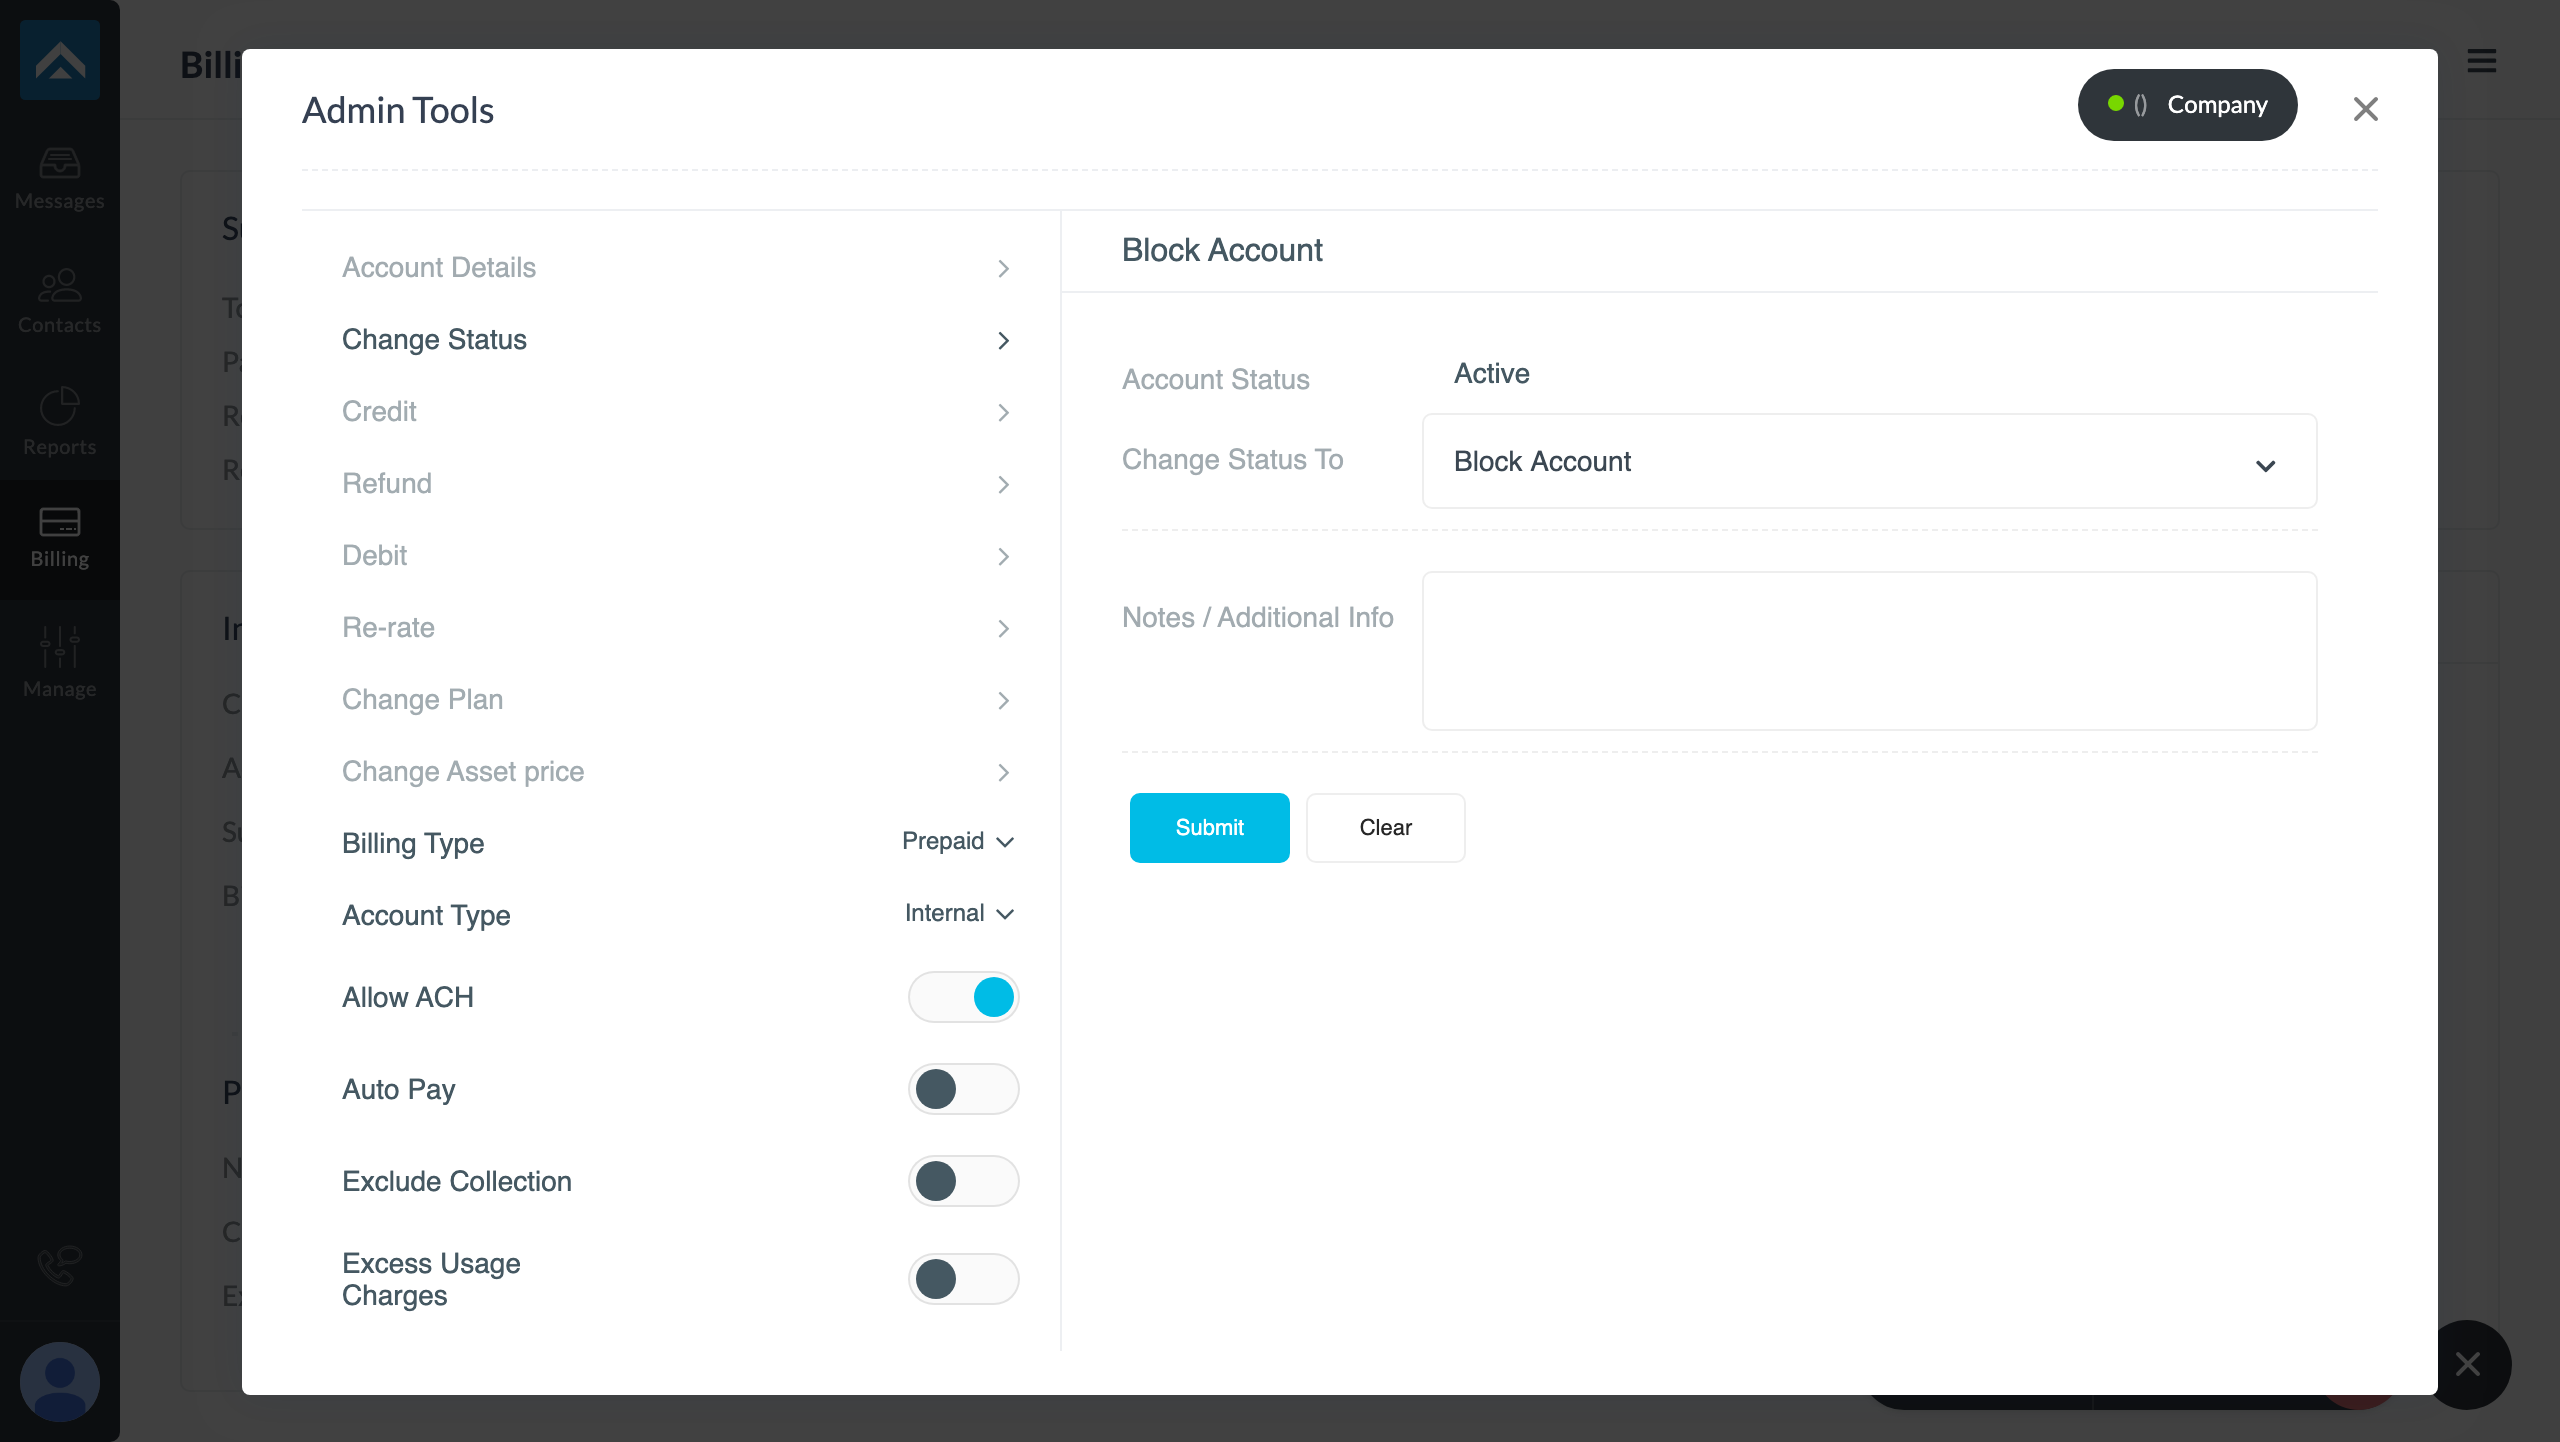 Billi
Admin Tools
() Company
Messages
Contacts
Reports
Billing
Manage
Account Details
Change Status
Credit
Refund
Debit
Re-rate
Change Plan
Change Asset price
Billing Type Prepaid
Account Type Internal
Allow ACH
Auto Pay
Exclude Collection
Excess Usage
Charges
Block Account
Account Status Active
Change Status To Block Account
Notes / Additional Info
Submit Clear